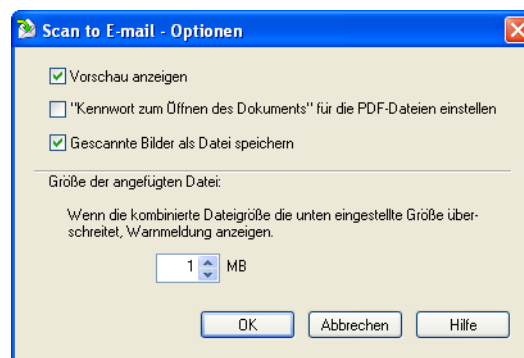 Scan to E-mail - Optionen
Vorschau anzeigen
"Kennwort zum Öffnen des Dokuments" für die PDF-Dateien einstellen
Gescannte Bilder als Datei speichern
Größe der angefügten Datei:
Wenn die kombinierte Dateigröße die unten eingestellte Größe über-
schreitet, Warnmeldung anzeigen.
1 MB
OK Abbrechen Hilfe